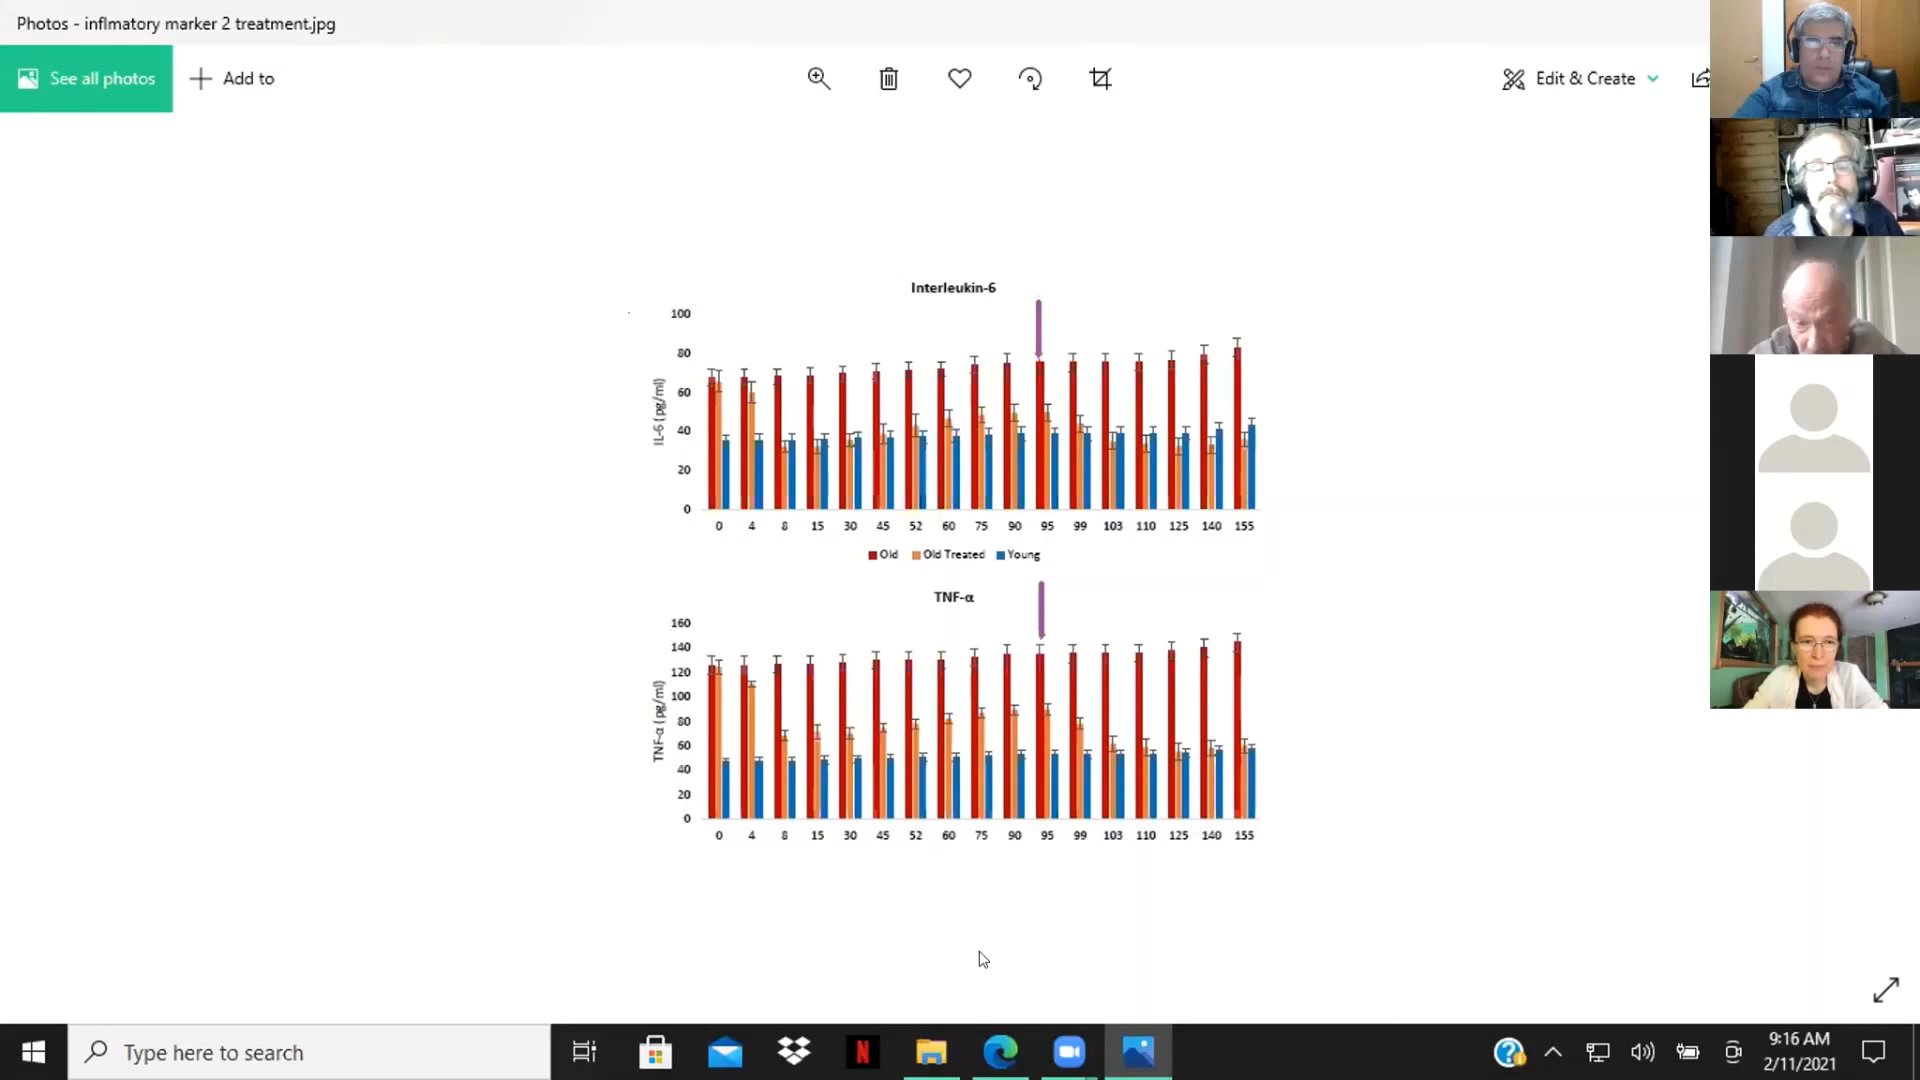 Photos - inflmatory marker 2 treatment.jpg
See all photos
Add to
Edit & Create
Interleukin-6
100
80
60
40
20
0
IL-6 (pg/ml)
0 4 8 15 30 45 52 60 75 90 95 99 103 110 125 140 155
Old Old Treated Young
TNF-α
160
140
120
100
80
60
40
20
0
TNF-α (pg/ml)
0 4 8 15 30 45 52 60 75 90 95 99 103 110 125 140 155
Type here to search
N
9:16 AM
2/11/2021